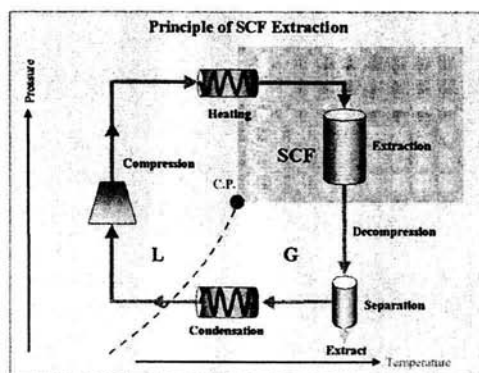 Principle of SCF Extraction
Pressure
Heating
SCF
Extraction
Compression
C.P.
Decompression
L
G
Separation
Condensation
Extract
Temperature